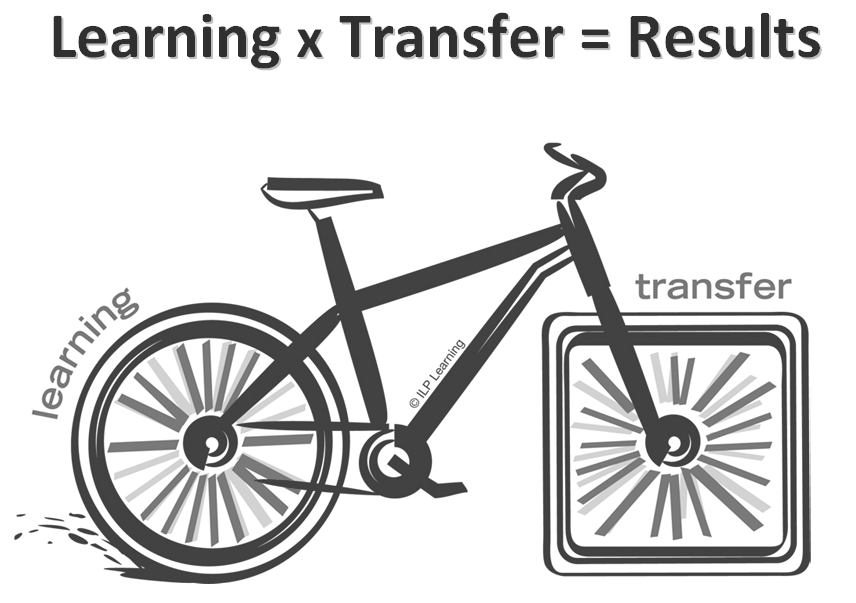 Learning x Transfer = Results
transfer
learning
© ILP Learning